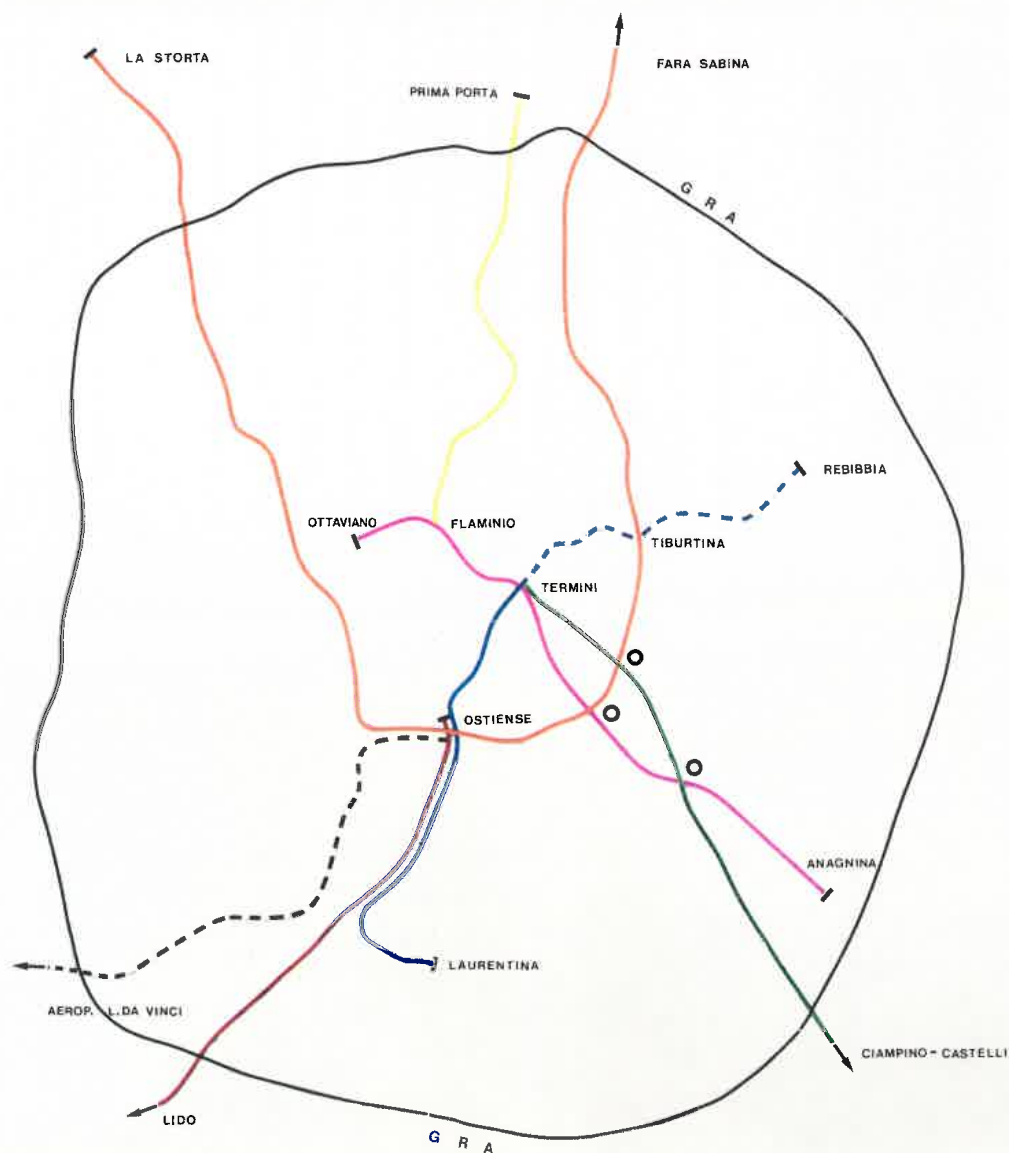 LA STORTA
FARA SABINA
PRIMA PORTA
G R A
REBIBBIA
OTTAVIANO
FLAMINIO
TIBURTINA
TERMINI
OSTIENSE
ANAGNINA
LAURENTINA
AEROP. L.DA VINCI
CIAMPINO-CASTELLI
LIDO
G R A